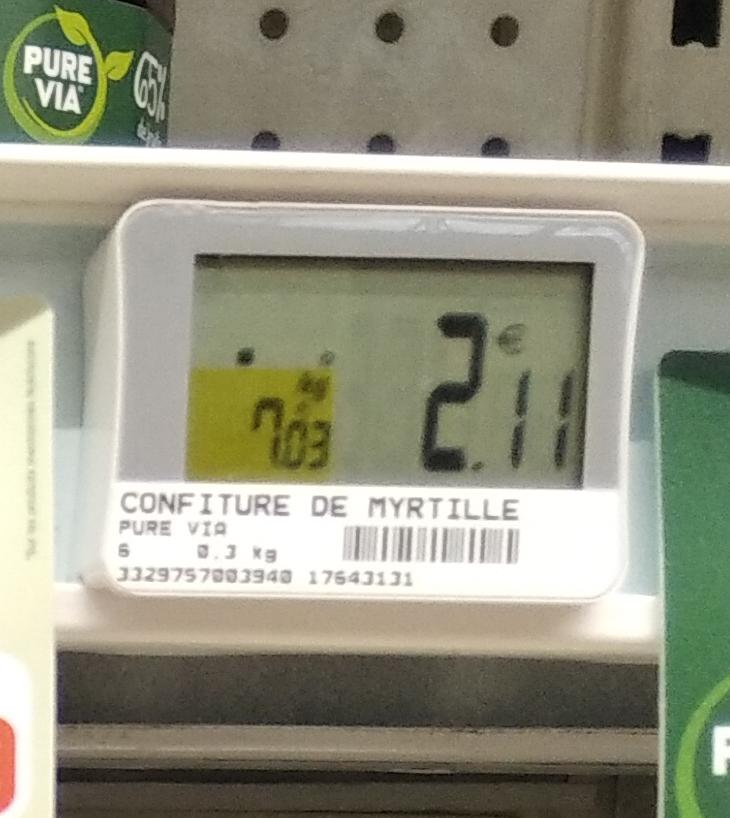 PURE
VIA
65%
€
2.11
kg
7.03
CONFITURE DE MYRTILLE
PURE VIA
6 0.3 kg
3329757003940 17643131